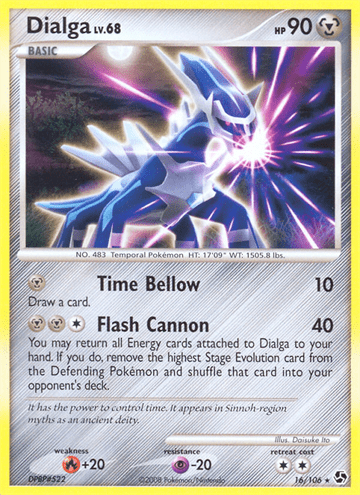 Dialga LV.68 HP 90
BASIC
NO. 483 Temporal Pokémon HT: 17'09" WT: 1505.8 lbs.
Time Bellow 10
Draw a card.
Flash Cannon 40
You may return all Energy cards attached to Dialga to your
hand. If you do, remove the highest Stage Evolution card from
the Defending Pokémon and shuffle that card into your
opponent's deck.
Illus. Daisuke Ito
It has the power to control time. It appears in Sinnoh-region
myths as an ancient deity.
weakness resistance retreat cost
+20 -20
DPBP#522 ©2008 Pokémon/Nintendo 16/106 ★